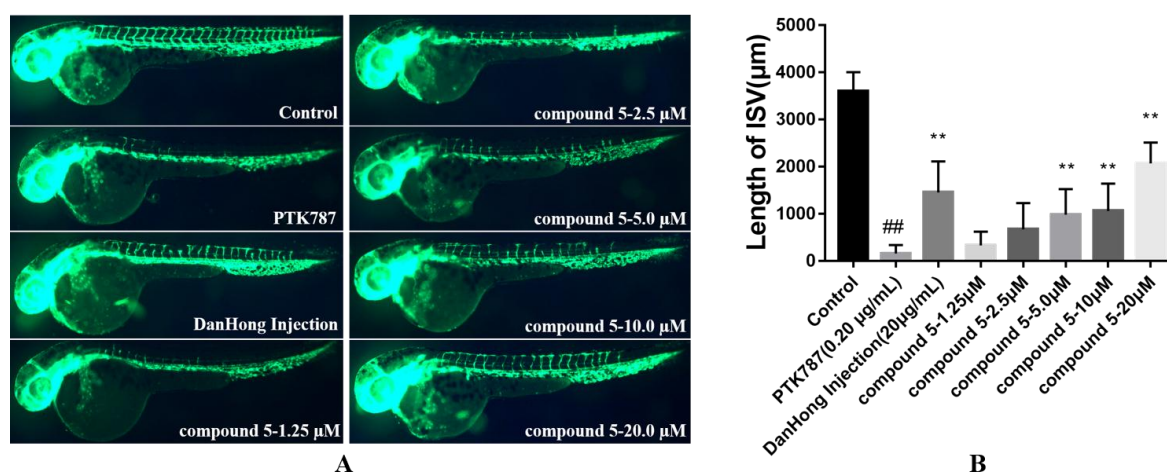 Control
compound 5-2.5 µM
PTK787
compound 5-5.0 µM
DanHong Injection
compound 5-10.0 µM
compound 5-1.25 µM
compound 5-20.0 µM
A
Length of ISV(µm)
5000
4000
3000
2000
1000
0
##
**
**
**
**
Control
PTK787(0.20 µg/mL)
DanHong Injection(20µg/mL)
compound 5-1.25µM
compound 5-2.5µM
compound 5-5.0µM
compound 5-10µM
compound 5-20µM
B